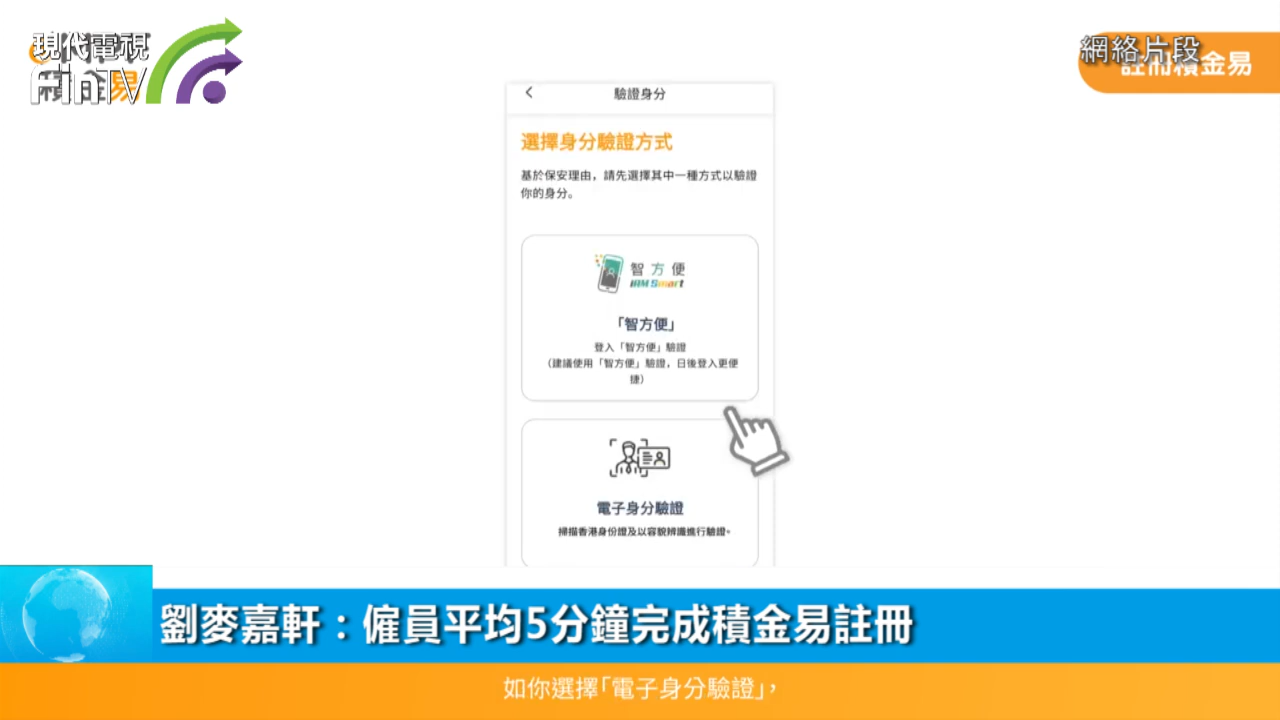 現代電視
FinTV
網絡片段
註冊積金易
驗證身分
選擇身分驗證方式
基於保安理由，請先選擇其中一種方式以驗證
你的身分。
智方便
iAM Smart
「智方便」
登入「智方便」驗證
（建議使用「智方便」驗證，日後登入更便
捷）
電子身分驗證
掃描香港身份證及以容貌辨識進行驗證。
劉麥嘉軒：僱員平均5分鐘完成積金易註冊
如你選擇「電子身分驗證」，